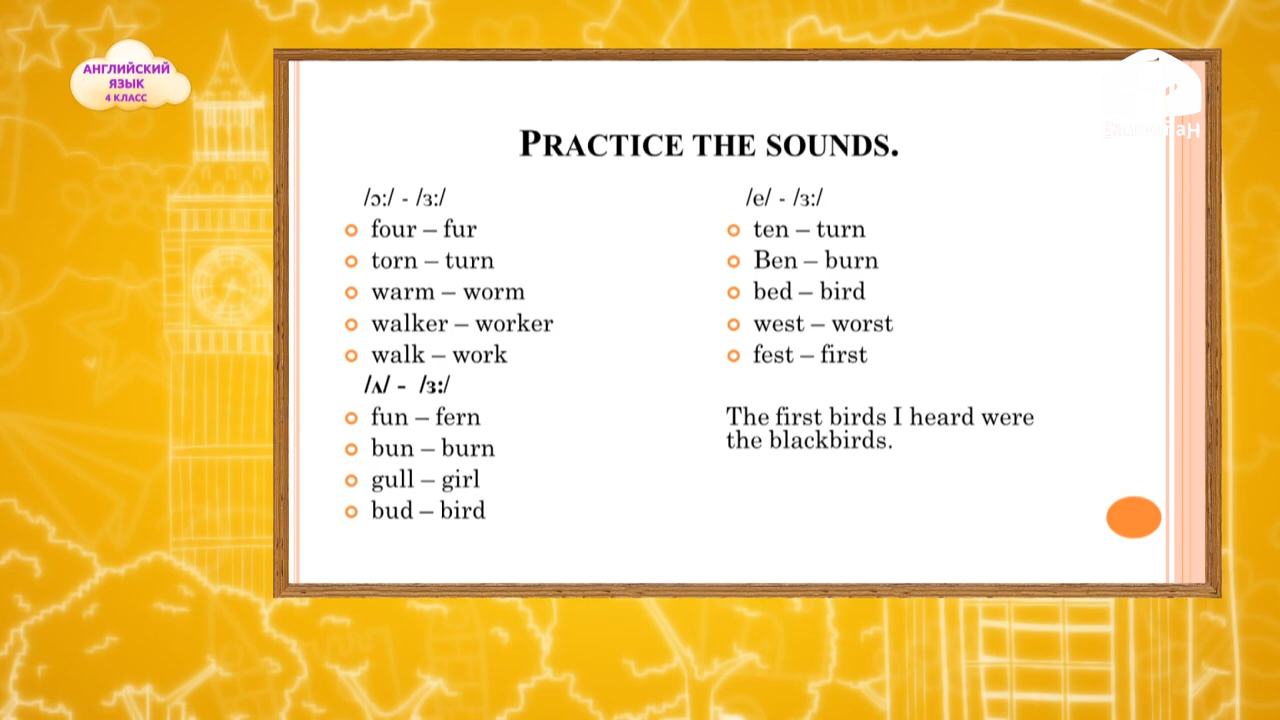 АНГЛИЙСКИЙ
ЯЗЫК
4 КЛАСС
PRACTICE THE SOUNDS.
/ɔ:/ - /ɜ:/
four – fur
torn – turn
warm – worm
walker – worker
walk – work
/ʌ/ - /ɜ:/
fun – fern
bun – burn
gull – girl
bud – bird
/e/ - /ɜ:/
ten – turn
Ben – burn
bed – bird
west – worst
fest – first
The first birds I heard were
the blackbirds.